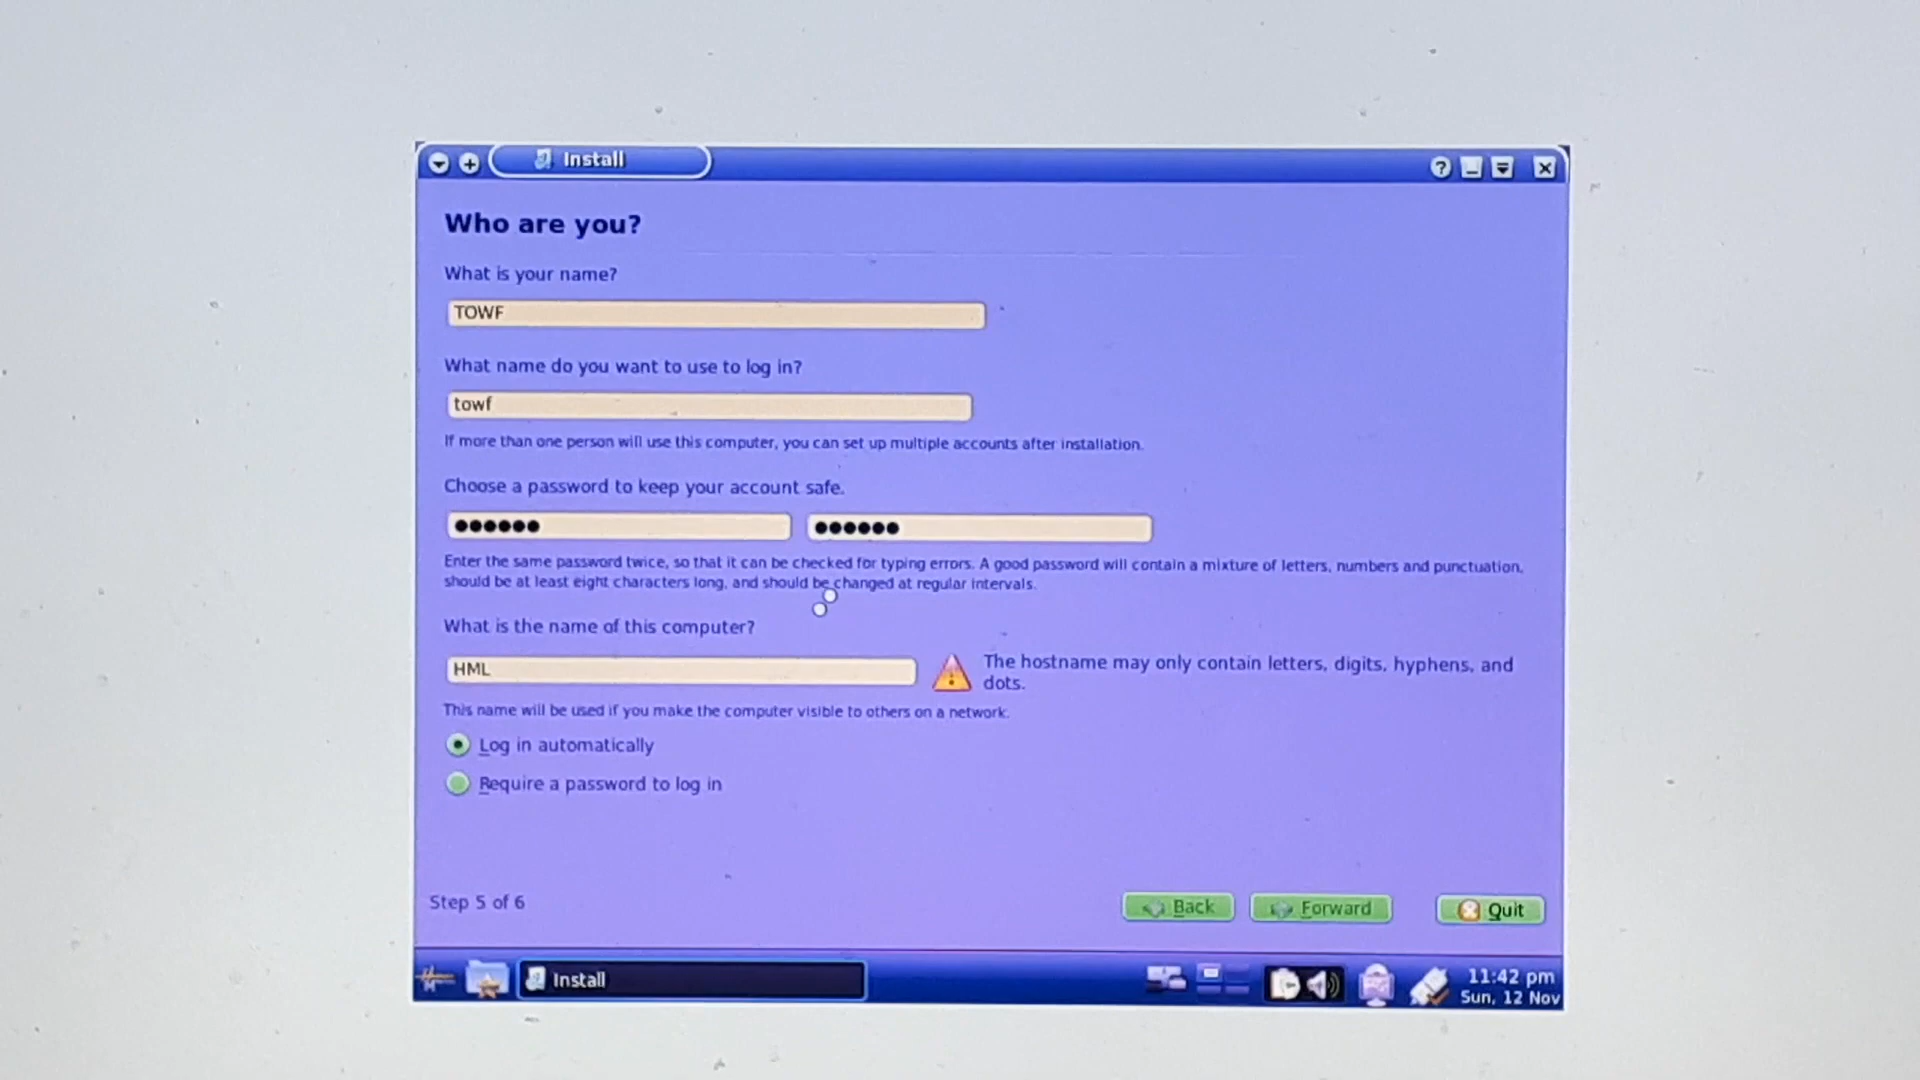 Install
Who are you?
What is your name?
TOWF
What name do you want to use to log in?
towf
If more than one person will use this computer, you can set up multiple accounts after installation.
Choose a password to keep your account safe.
●●●●●● ●●●●●●
Enter the same password twice, so that it can be checked for typing errors. A good password will contain a mixture of letters, numbers and punctuation,
should be at least eight characters long, and should be changed at regular intervals.
What is the name of this computer?
HML
The hostname may only contain letters, digits, hyphens, and
dots.
This name will be used if you make the computer visible to others on a network.
Log in automatically
Require a password to log in
Step 5 of 6
Back Forward Quit
Install
11:42 pm
Sun, 12 Nov